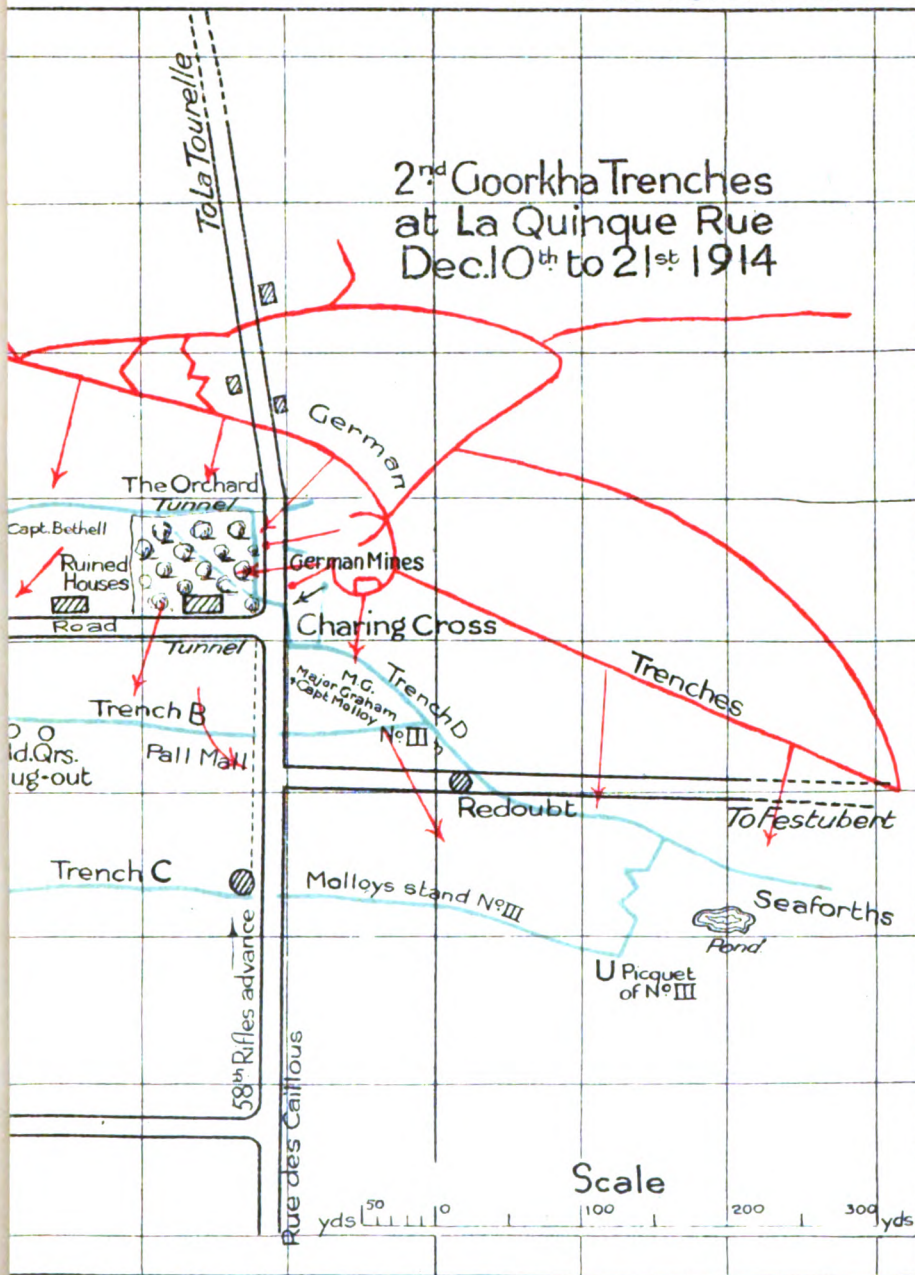 To La Tourelle
2nd Goorkha Trenches
at La Quinque Rue
Dec. 10th to 21st 1914
German
The Orchard
Tunnel
Capt. Bethell
Ruined
Houses
German Mines
Road
Charing Cross
Tunnel
M.G.
Major Graham
Capt Molloy
Trench D
Trenches
Trench B
No III
Pall Mall
d.Qrs.
ug-out
Redoubt
To Festubert
Trench C
Molloys stand No III
Seaforths
Pond
U Picquet
of No III
58th Rifles advance
Rue des Caillous
Scale
yds 50 0 100 200 300 yds